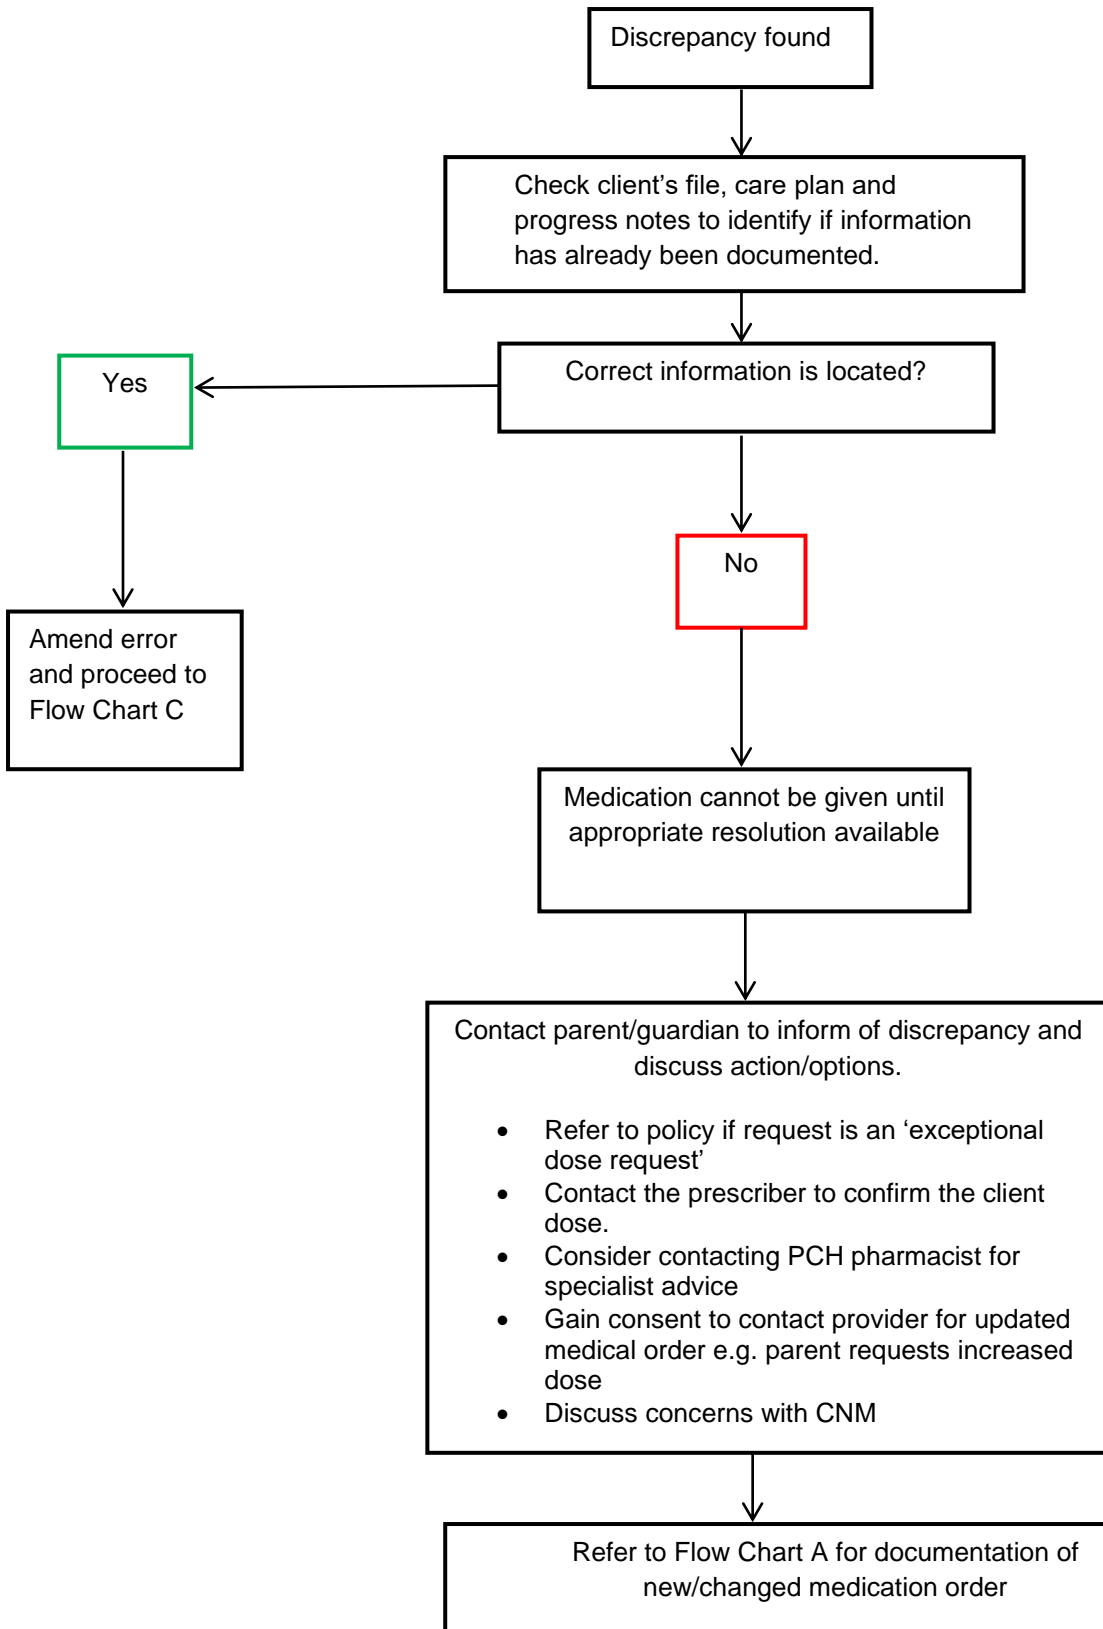 Discrepancy found
Check client’s file, care plan and
progress notes to identify if information
has already been documented.
Correct information is located?
Yes
No
Amend error
and proceed to
Flow Chart C
Medication cannot be given until
appropriate resolution available
Contact parent/guardian to inform of discrepancy and
discuss action/options.
• Refer to policy if request is an ‘exceptional
dose request’
• Contact the prescriber to confirm the client
dose.
• Consider contacting PCH pharmacist for
specialist advice
• Gain consent to contact provider for updated
medical order e.g. parent requests increased
dose
• Discuss concerns with CNM
Refer to Flow Chart A for documentation of
new/changed medication order